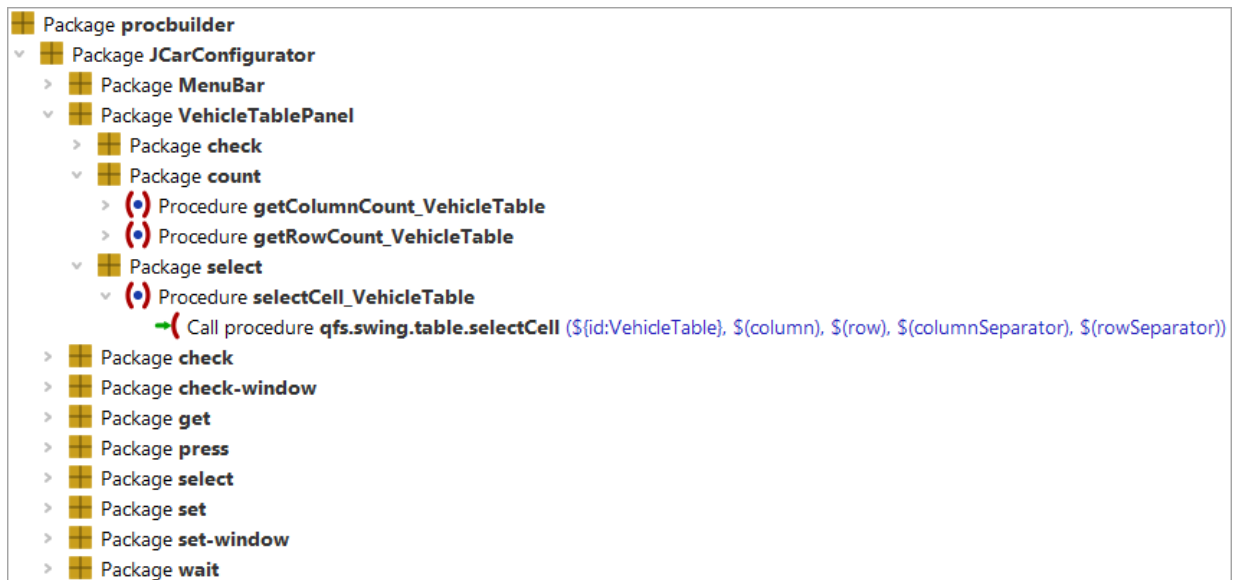 Package procbuilder
Package JCarConfigurator
Package MenuBar
Package VehicleTablePanel
Package check
Package count
Procedure getColumnCount_VehicleTable
Procedure getRowCount_VehicleTable
Package select
Procedure selectCell_VehicleTable
Call procedure qfs.swing.table.selectCell (${id:VehicleTable}, $(column), $(row), $(columnSeparator), $(rowSeparator))
Package check
Package check-window
Package get
Package press
Package select
Package set
Package set-window
Package wait